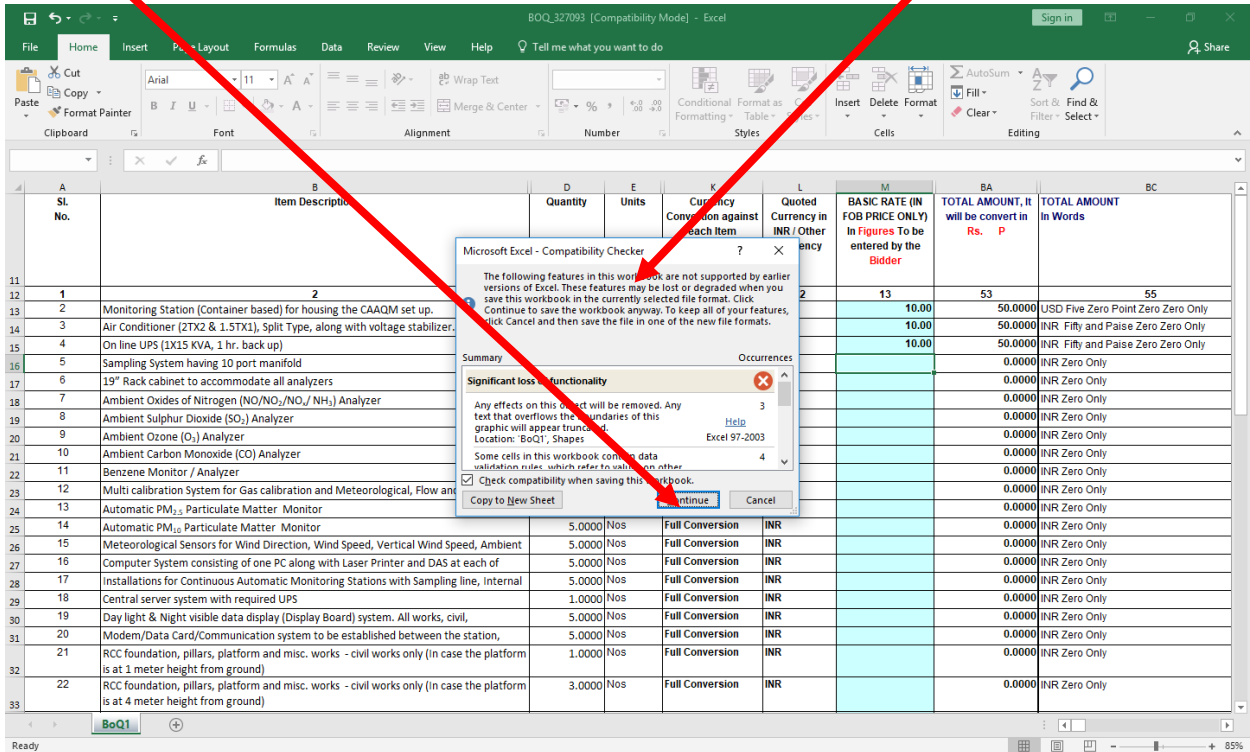 BOQ_327093 [Compatibility Mode] - Excel
Sign in
File Home Insert Layout Formulas Data Review View Help Tell me what you want to do Share
Paste Cut Copy Format Painter
Arial 11 Wrap Text Merge & Center
B I U
Conditional Formatting Insert Delete Format
AutoSum Fill Clear Sort & Filter Find & Select
Clipboard Font Alignment Number Styles Cells Editing
A B D E K L M BA BC
11 Sl. No. Item Description Quantity Units
Currency Conversion against each Item
Quoted Currency in INR / Other
BASIC RATE (IN FOB PRICE ONLY) In Figures To be entered by the Bidder
TOTAL AMOUNT, It will be convert in Rs. P
TOTAL AMOUNT In Words
12 1 2 13 53 55
13 2 Monitoring Station (Container based) for housing the CAAQM set up. 10.00 50.0000 USD Five Zero Point Zero Zero Only
14 3 Air Conditioner (2TX2 & 1.5TX1), Split Type, along with voltage stabilizer. 10.00 50.0000 INR Fifty and Paise Zero Zero Only
15 4 On line UPS (1X15 KVA, 1 hr. back up) 10.00 50.0000 INR Fifty and Paise Zero Zero Only
16 5 Sampling System having 10 port manifold 0.0000 INR Zero Only
17 6 19” Rack cabinet to accommodate all analyzers 0.0000 INR Zero Only
18 7 Ambient Oxides of Nitrogen (NO/NO₂/NOₓ/ NH₃) Analyzer 0.0000 INR Zero Only
19 8 Ambient Sulphur Dioxide (SO₂) Analyzer 0.0000 INR Zero Only
20 9 Ambient Ozone (O₃) Analyzer 0.0000 INR Zero Only
21 10 Ambient Carbon Monoxide (CO) Analyzer 0.0000 INR Zero Only
22 11 Benzene Monitor / Analyzer 0.0000 INR Zero Only
23 12 Multi calibration System for Gas calibration and Meteorological, Flow and 0.0000 INR Zero Only
24 13 Automatic PM₂.₅ Particulate Matter Monitor 0.0000 INR Zero Only
25 14 Automatic PM₁₀ Particulate Matter Monitor 5.0000 Nos Full Conversion INR 0.0000 INR Zero Only
26 15 Meteorological Sensors for Wind Direction, Wind Speed, Vertical Wind Speed, Ambient 5.0000 Nos Full Conversion INR 0.0000 INR Zero Only
27 16 Computer System consisting of one PC along with Laser Printer and DAS at each of 5.0000 Nos Full Conversion INR 0.0000 INR Zero Only
28 17 Installations for Continuous Automatic Monitoring Stations with Sampling line, Internal 5.0000 Nos Full Conversion INR 0.0000 INR Zero Only
29 18 Central server system with required UPS 1.0000 Nos Full Conversion INR 0.0000 INR Zero Only
30 19 Day light & Night visible data display (Display Board) system. All works, civil, 5.0000 Nos Full Conversion INR 0.0000 INR Zero Only
31 20 Modem/Data Card/Communication system to be established between the station, 5.0000 Nos Full Conversion INR 0.0000 INR Zero Only
32 21 RCC foundation, pillars, platform and misc. works - civil works only (In case the platform 1.0000 Nos Full Conversion INR 0.0000 INR Zero Only
is at 1 meter height from ground)
33 22 RCC foundation, pillars, platform and misc. works - civil works only (In case the platform 3.0000 Nos Full Conversion INR 0.0000 INR Zero Only
is at 4 meter height from ground)
Microsoft Excel - Compatibility Checker
The following features in this workbook are not supported by earlier
versions of Excel. These features may be lost or degraded when you
save this workbook in the currently selected file format. Click
Continue to save the workbook anyway. To keep all of your features,
click Cancel and then save the file in one of the new file formats.
Summary Occurrences
Significant loss of functionality
Any effects on this object will be removed. Any 3
text that overflows the boundaries of this
graphic will appear truncated. Help
Location: 'BoQ1', Shapes Excel 97-2003
Some cells in this workbook contain data 4
validation rules which refer to values on other
Check compatibility when saving this workbook.
Copy to New Sheet Continue Cancel
BoQ1
Ready 85%